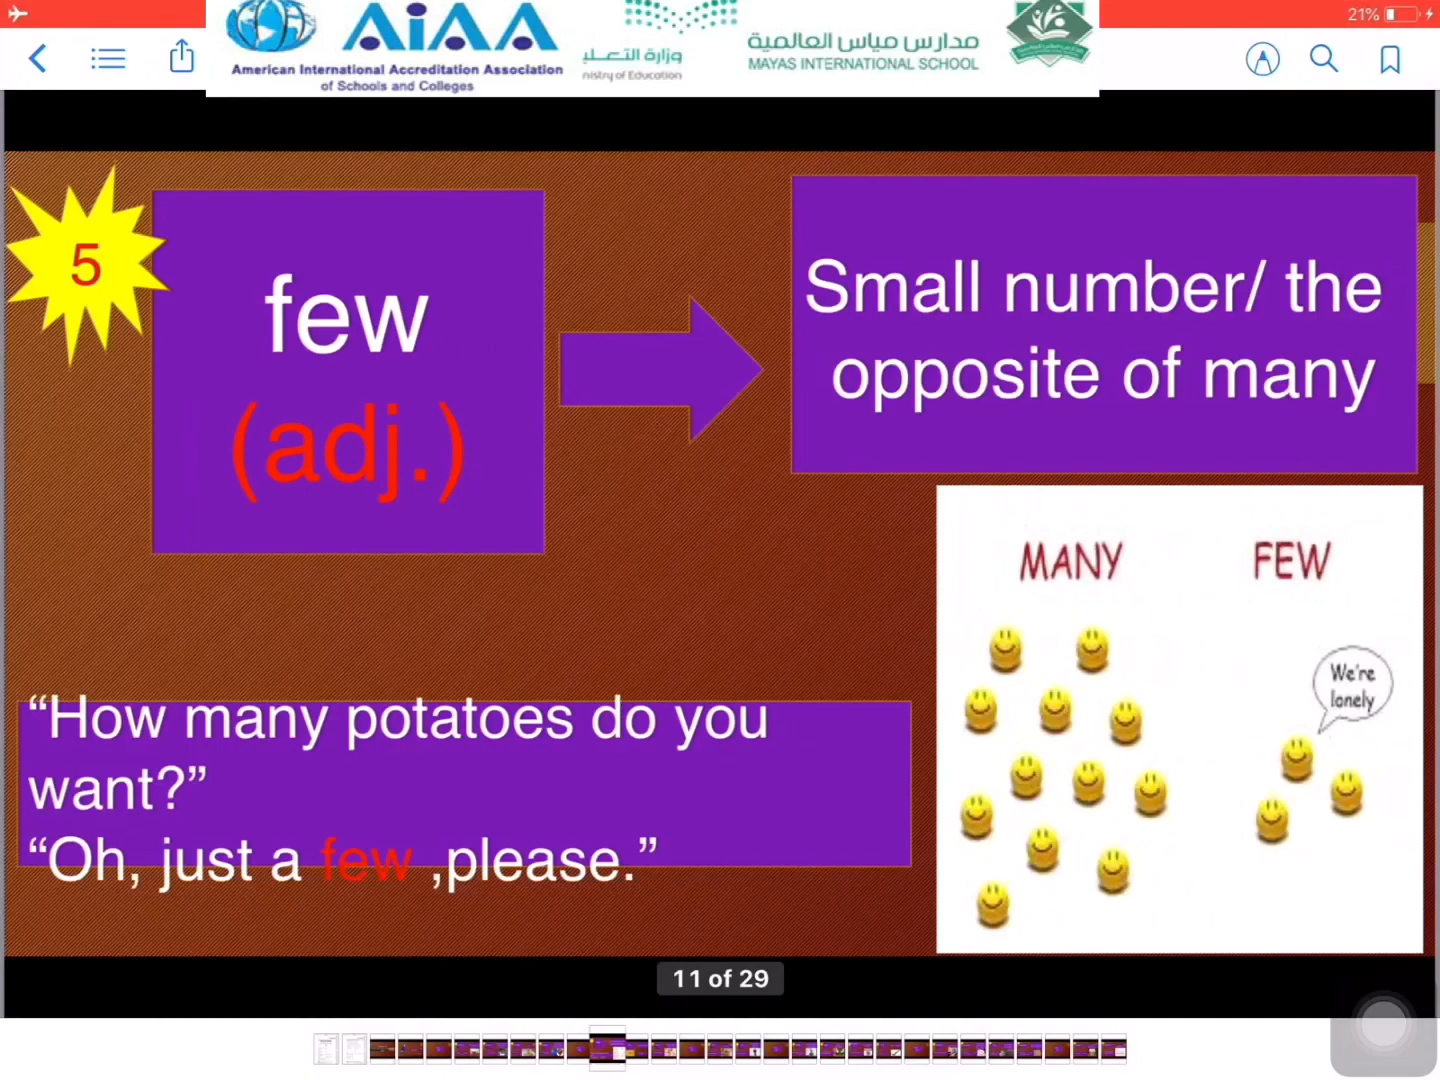 21%
AiAA
American International Accreditation Association
of Schools and Colleges
وزارة التعـلـيـ
nistry of Education
مدارس مياس العالمية
MAYAS INTERNATIONAL SCHOOL
5
few
(adj.)
Small number/ the
opposite of many
MANY
FEW
We're
lonely
“How many potatoes do you
want?”
“Oh, just a few ,please.”
11 of 29